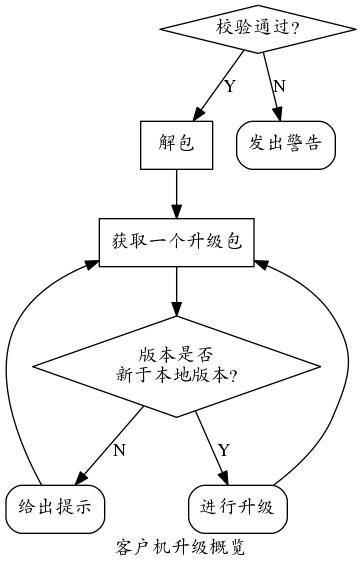 校验通过?
Y
N
解包
发出警告
获取一个升级包
版本是否
新于本地版本?
N
Y
给出提示
进行升级
客户机升级概览